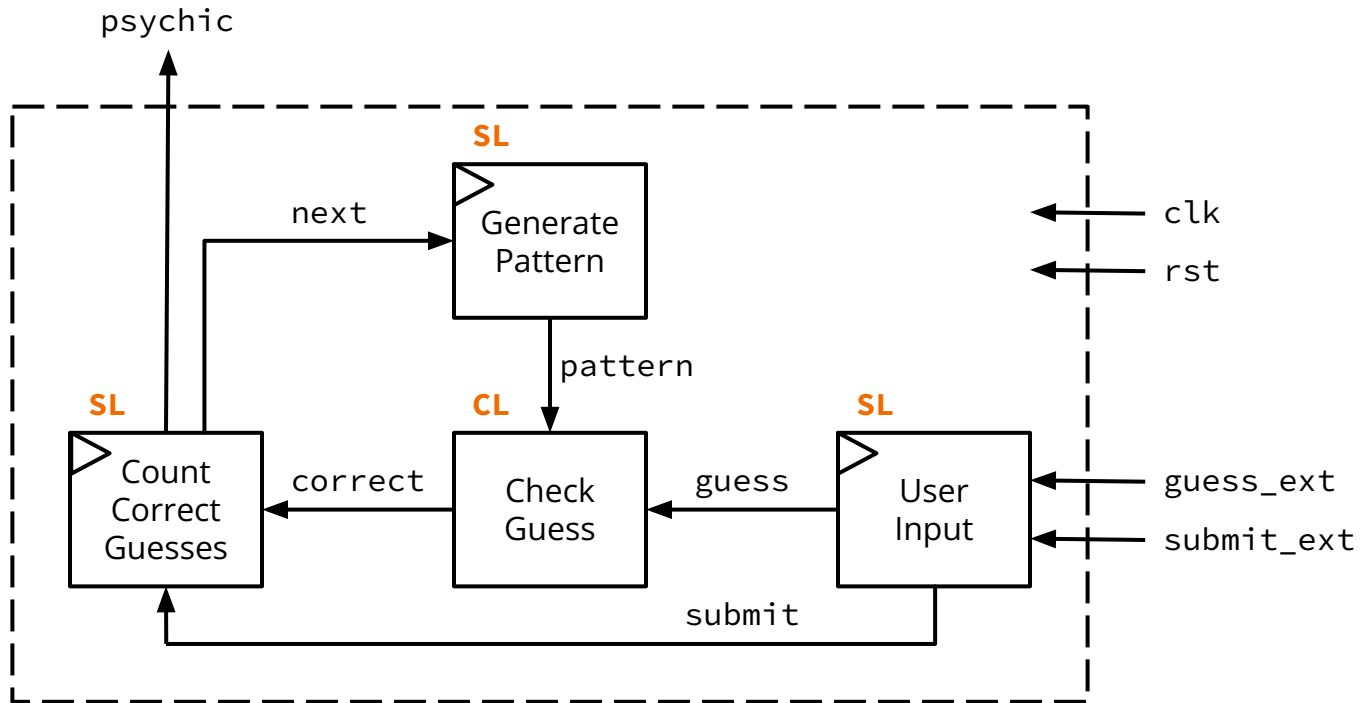 psychic
SL
next
Generate
Pattern
clk
rst
pattern
SL
CL
SL
Count
Correct
Guesses
correct
Check
Guess
guess
User
Input
guess_ext
submit_ext
submit